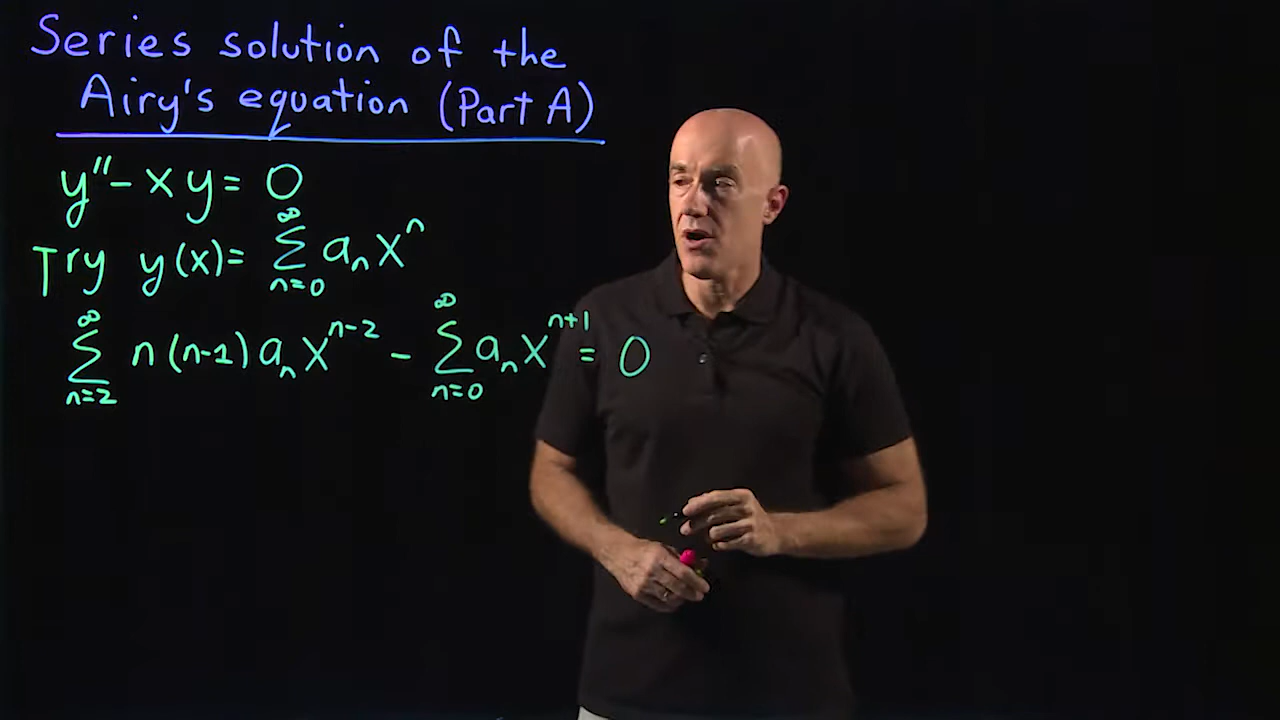 Series solution of the
Airy's equation (Part A)
y'' - xy = 0
Try y(x) = ∑_{n=0}^{∞} a_n x^n
∑_{n=2}^{∞} n(n-1) a_n x^{n-2} - ∑_{n=0}^{∞} a_n x^{n+1} = 0